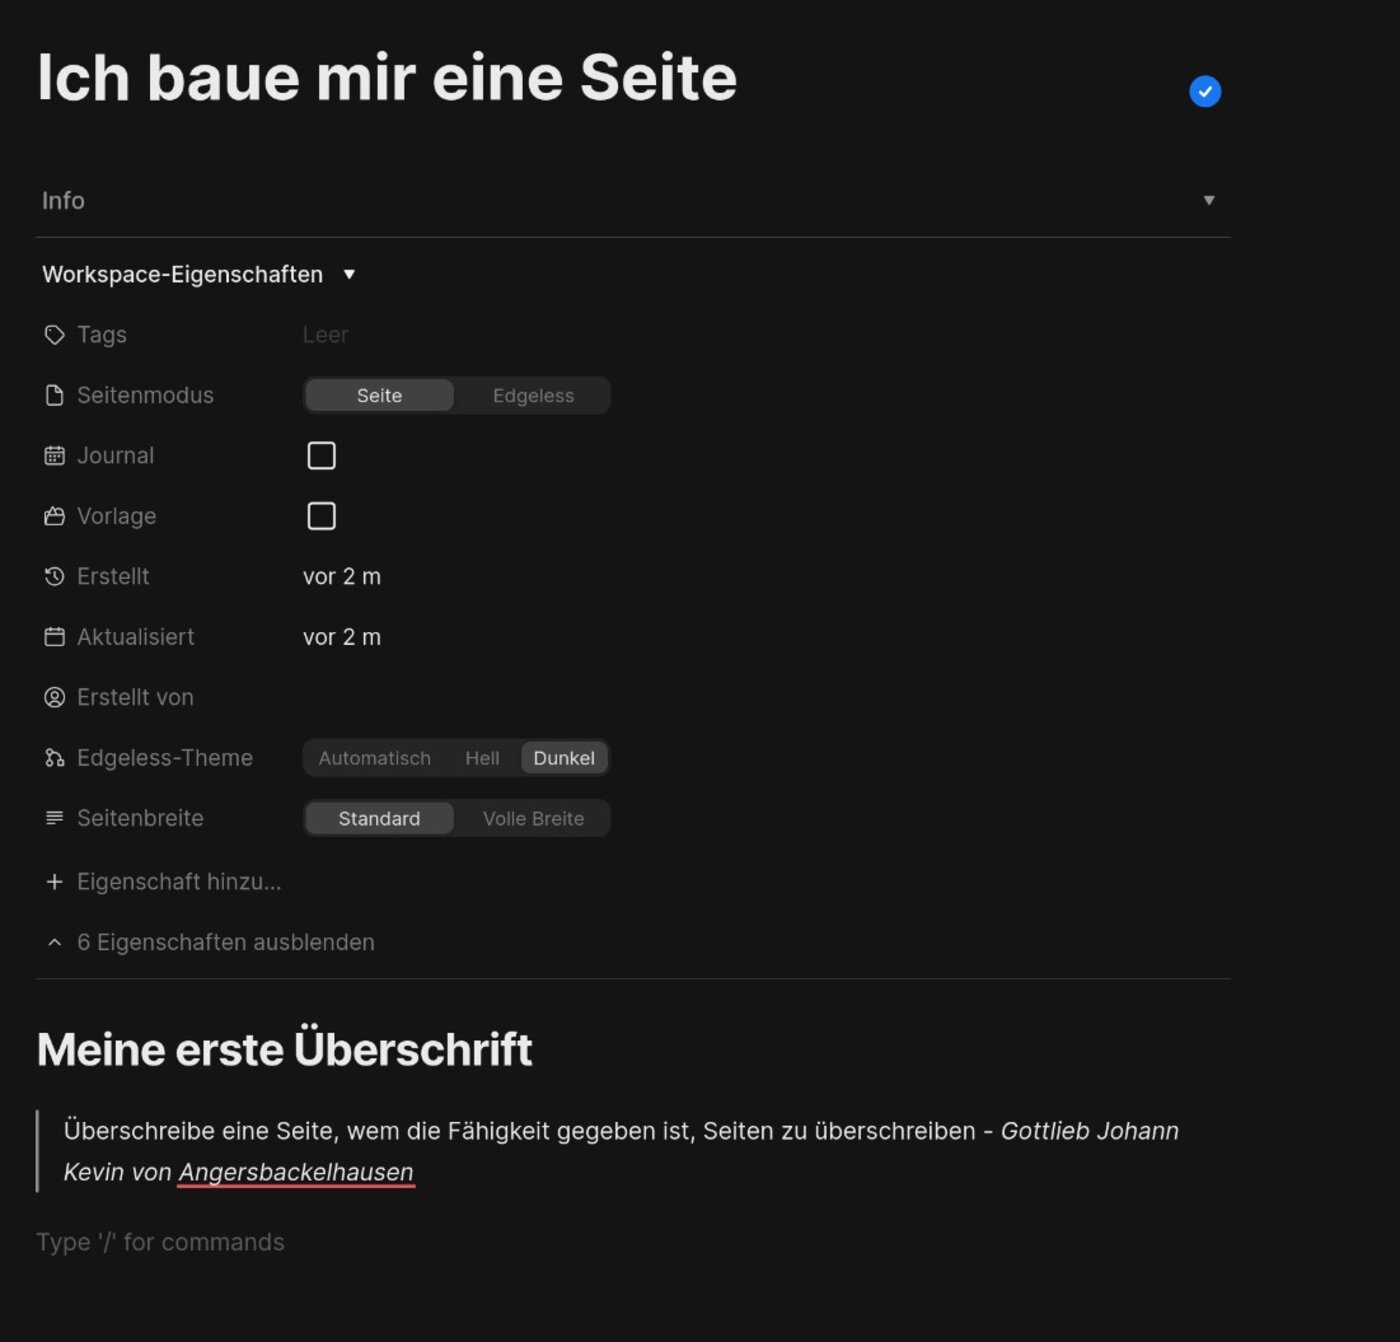 Ich baue mir eine Seite
Info
Workspace-Eigenschaften
Tags Leer
Seitenmodus Seite Edgeless
Journal
Vorlage
Erstellt vor 2 m
Aktualisiert vor 2 m
Erstellt von
Edgeless-Theme Automatisch Hell Dunkel
Seitenbreite Standard Volle Breite
Eigenschaft hinzu...
6 Eigenschaften ausblenden
Meine erste Überschrift
Überschreibe eine Seite, wem die Fähigkeit gegeben ist, Seiten zu überschreiben - Gottlieb Johann
Kevin von Angersbackelhausen
Type '/' for commands